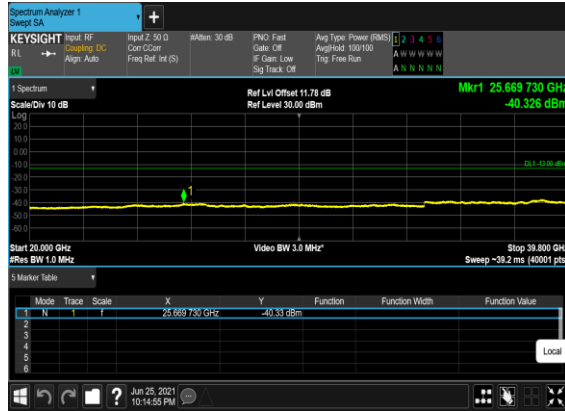 Spectrum Analyzer 1
Swept SA
+
KEYSIGHT Input: RF Input Z: 50 Ω #Atten: 30 dB PNO: Fast Avg Type: Power (RMS) 1 2 3 4 5 6
RL Coupling: DC Corr CCorr Gate: Off Avg|Hold: 100/100 A W W W W W
Align: Auto Freq Ref: Int (S) IF Gain: Low Trig: Free Run
LXI Sig Track: Off A N N N N N
1 Spectrum Ref Lvl Offset 11.78 dB Mkr1 25.669 730 GHz
Scale/Div 10 dB Ref Level 30.00 dBm -40.326 dBm
Log
20.0
10.0
0.00
-10.0 DL1 -13.00 dBm
-20.0
-30.0 1
-40.0
-50.0
-60.0
Start 20.000 GHz Video BW 3.0 MHz* Stop 39.800 GHz
#Res BW 1.0 MHz Sweep ~39.2 ms (40001 pts)
5 Marker Table
Mode Trace Scale X Y Function Function Width Function Value
1 N 1 f 25.669 730 GHz -40.33 dBm
2
3
4
5
6
Local
? Jun 25, 2021
10:14:55 PM